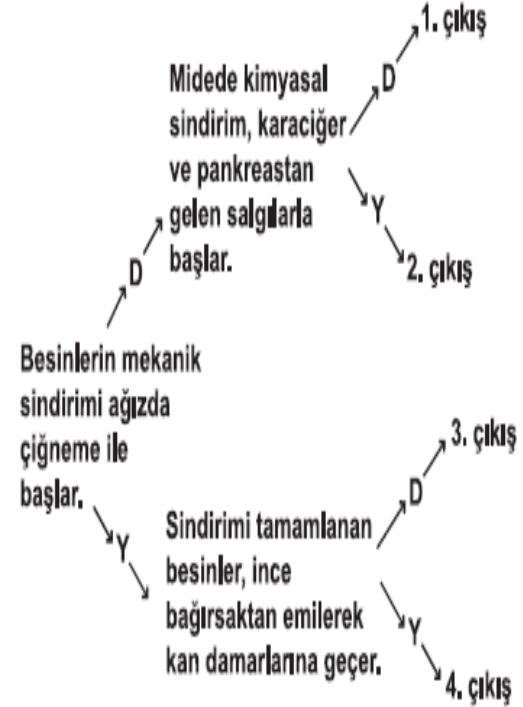 1. çıkış
D
Midede kimyasal
sindirim, karaciğer
ve pankreastan
gelen salgılarla
başlar.
Y
2. çıkış
D
Besinlerin mekanik
sindirimi ağızda
çiğneme ile
başlar.
Y
3. çıkış
D
Sindirimi tamamlanan
besinler, ince
bağırsaktan emilerek
kan damarlarına geçer.
Y
4. çıkış